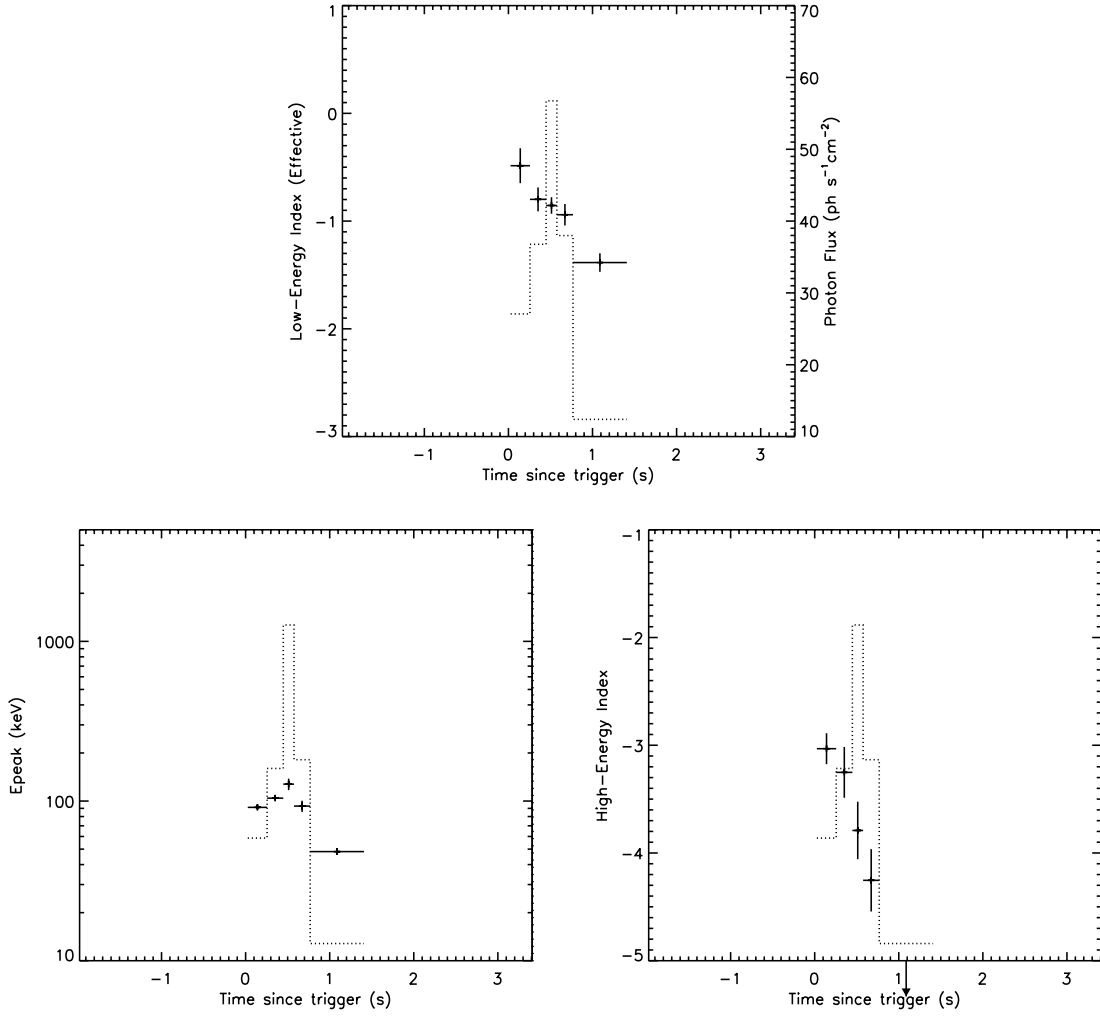 1
0
−1
−2
−3
Low−Energy Index (Effective)
70
60
50
40
30
20
10
Photon Flux (ph s⁻¹cm⁻²)
−1 0 1 2 3
Time since trigger (s)
1000
100
10
Epeak (keV)
−1 0 1 2 3
Time since trigger (s)
−1
−2
−3
−4
−5
High−Energy Index
−1 0 1 2 3
Time since trigger (s)